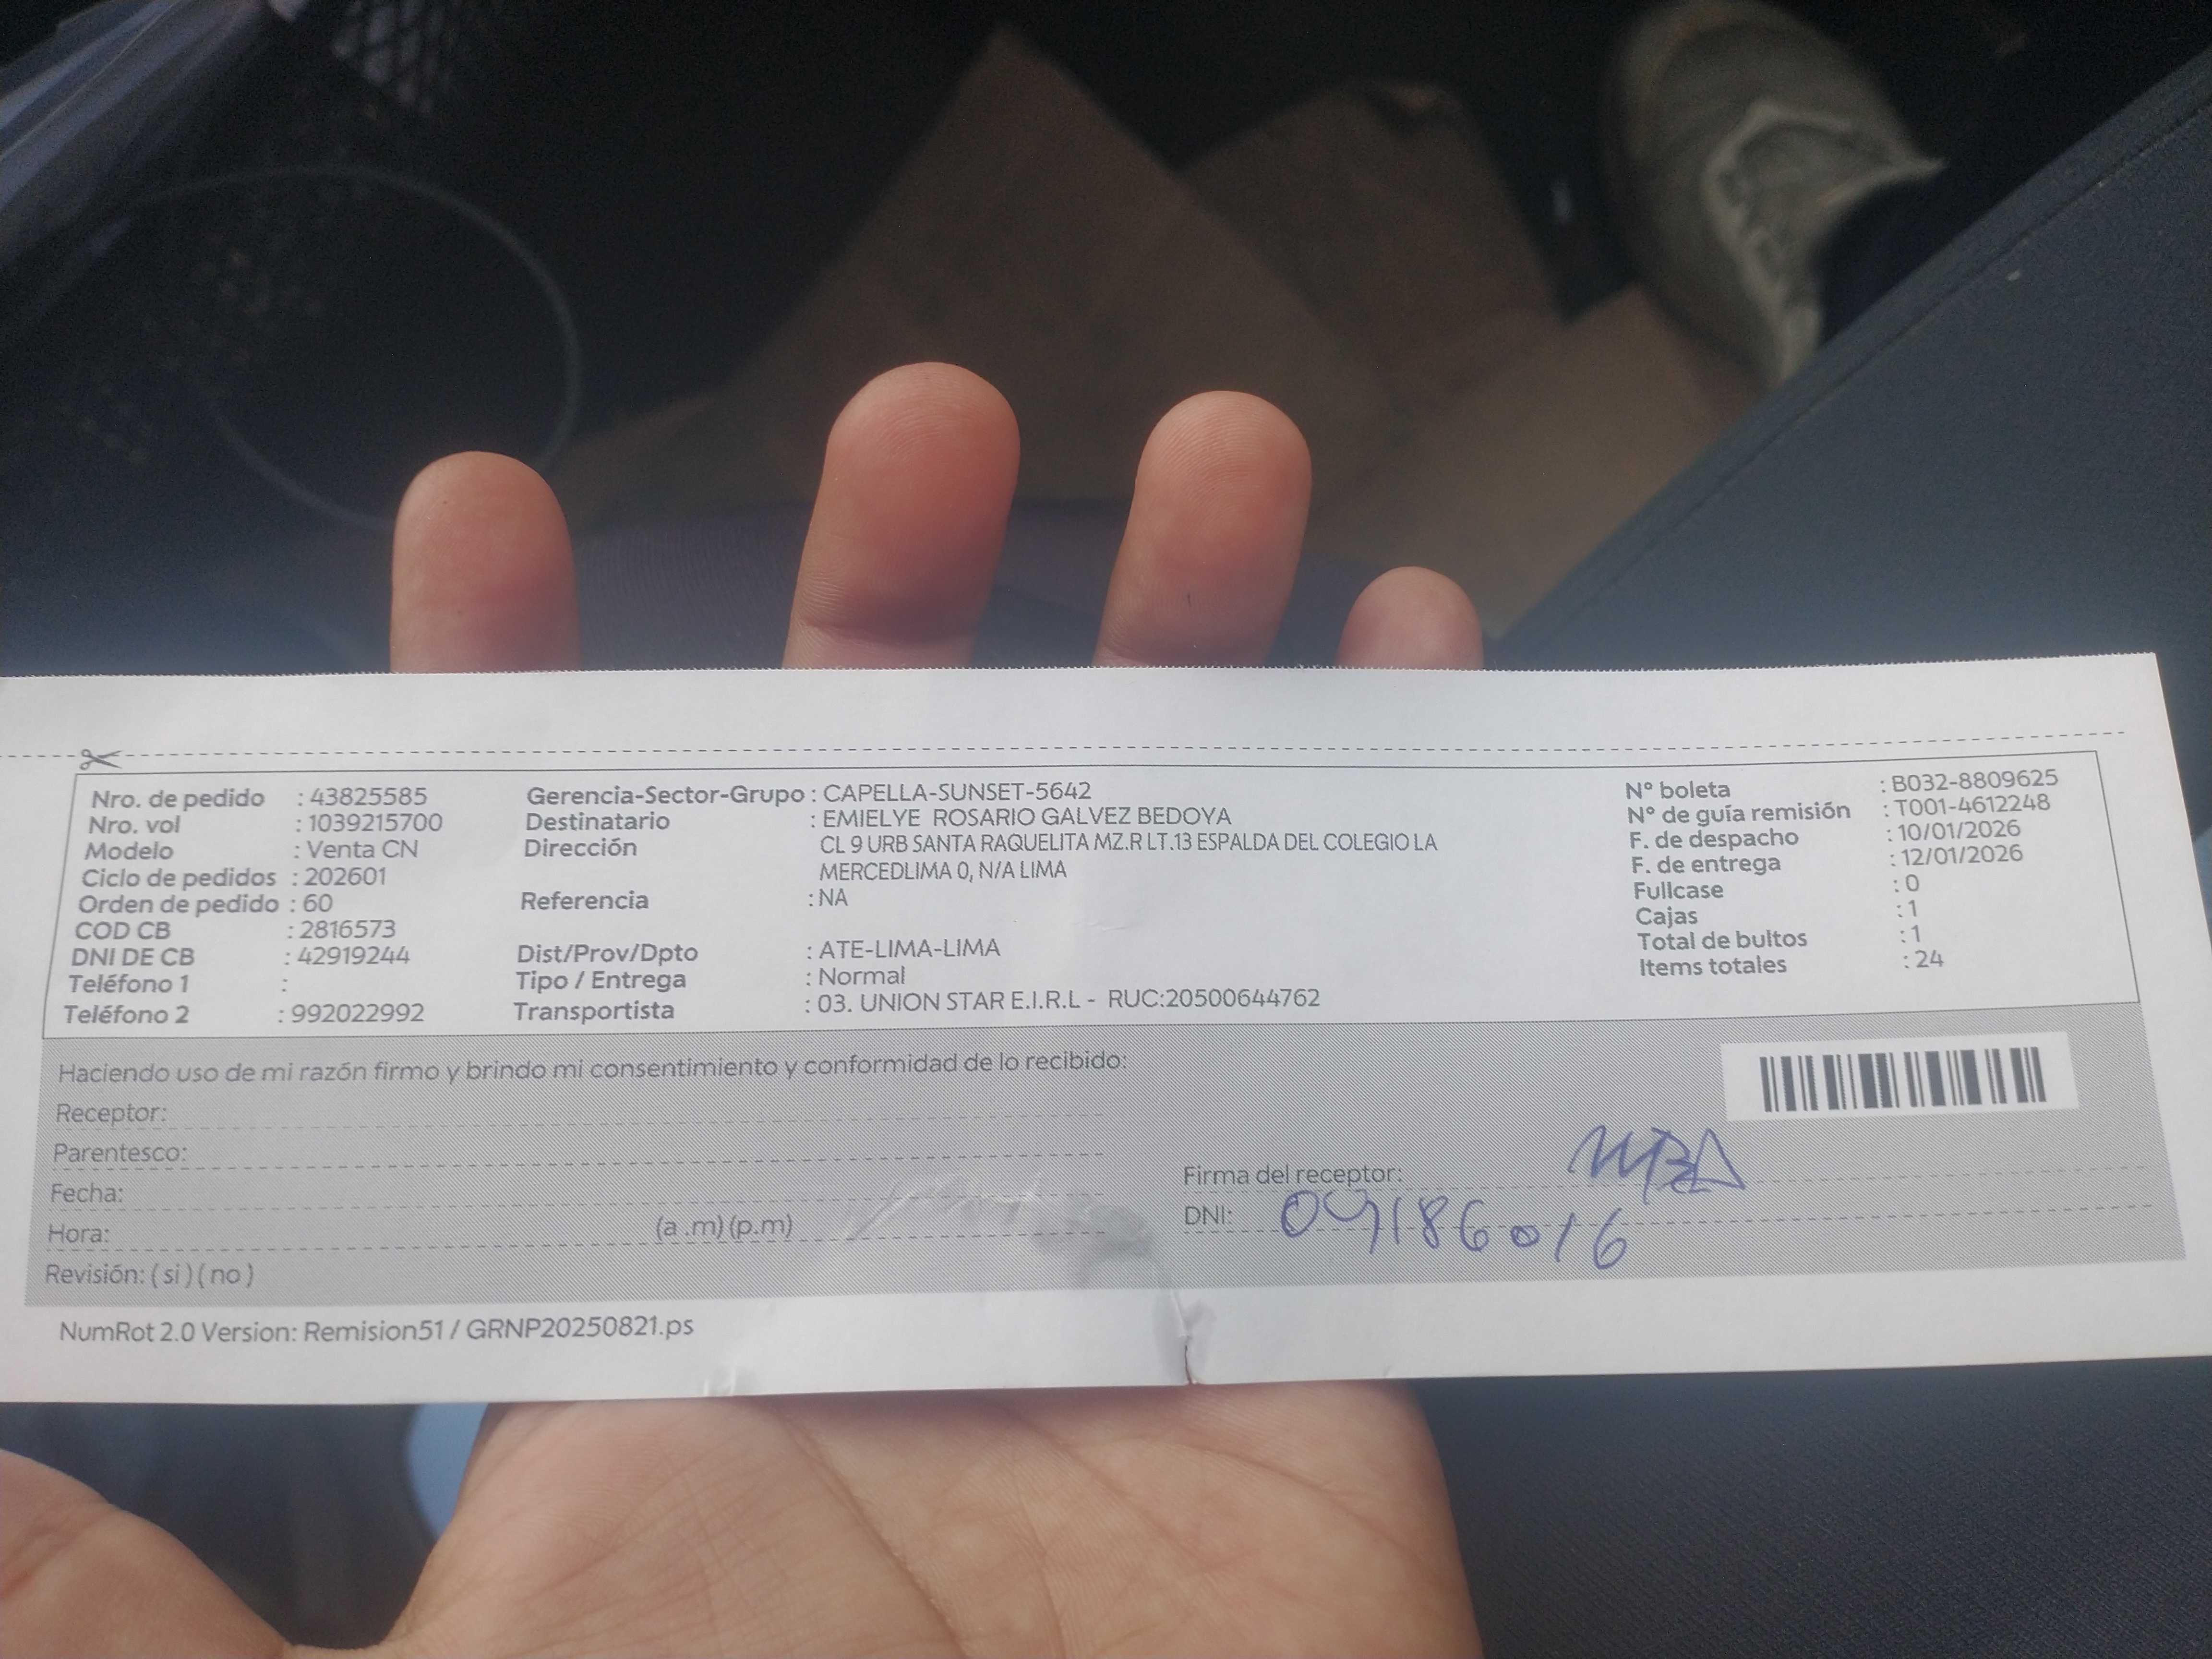 Nro. de pedido : 43825585
Nro. vol : 1039215700
Modelo : Venta CN
Ciclo de pedidos : 202601
Orden de pedido : 60
COD CB : 2816573
DNI DE CB : 42919244
Teléfono 1 :
Teléfono 2 : 992022992
Gerencia-Sector-Grupo : CAPELLA-SUNSET-5642
Destinatario : EMIELYE ROSARIO GALVEZ BEDOYA
Dirección CL 9 URB SANTA RAQUELITA MZ.R LT.13 ESPALDA DEL COLEGIO LA
MERCEDLIMA 0, N/A LIMA
Referencia : NA
Dist/Prov/Dpto : ATE-LIMA-LIMA
Tipo / Entrega : Normal
Transportista : 03. UNION STAR E.I.R.L - RUC:20500644762
N° boleta : B032-8809625
N° de guía remisión : T001-4612248
F. de despacho : 10/01/2026
F. de entrega : 12/01/2026
Fullcase : 0
Cajas : 1
Total de bultos : 1
Items totales : 24
Haciendo uso de mi razón firmo y brindo mi consentimiento y conformidad de lo recibido:
Receptor:
Parentesco:
Fecha:
Hora: (a .m) (p.m)
Revisión: ( si ) ( no )
Firma del receptor:
DNI: 09186016
NumRot 2.0 Version: Remision51 / GRNP20250821.ps